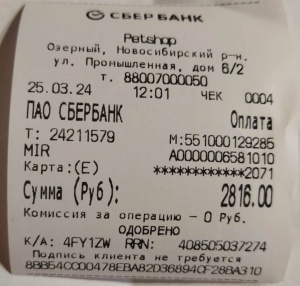 СБЕРБАНК
Petshop
Озерный, Новосибирский р-н.
ул. Промышленная, дом 6/2
т. 88007000050
25.03.24 12:01 ЧЕК 0004
ПАО СБЕРБАНК Оплата
Т: 24211579 М:551000129285
MIR A0000006581010
Карта:(E) ************2071
Сумма (Руб): 2816.00
Комиссия за операцию – 0 Руб.
ОДОБРЕНО
К/А: 4FY1ZW RRN: 408505037274
Подпись клиента не требуется
8BB54CC00478EBA82D36894CF28BA310